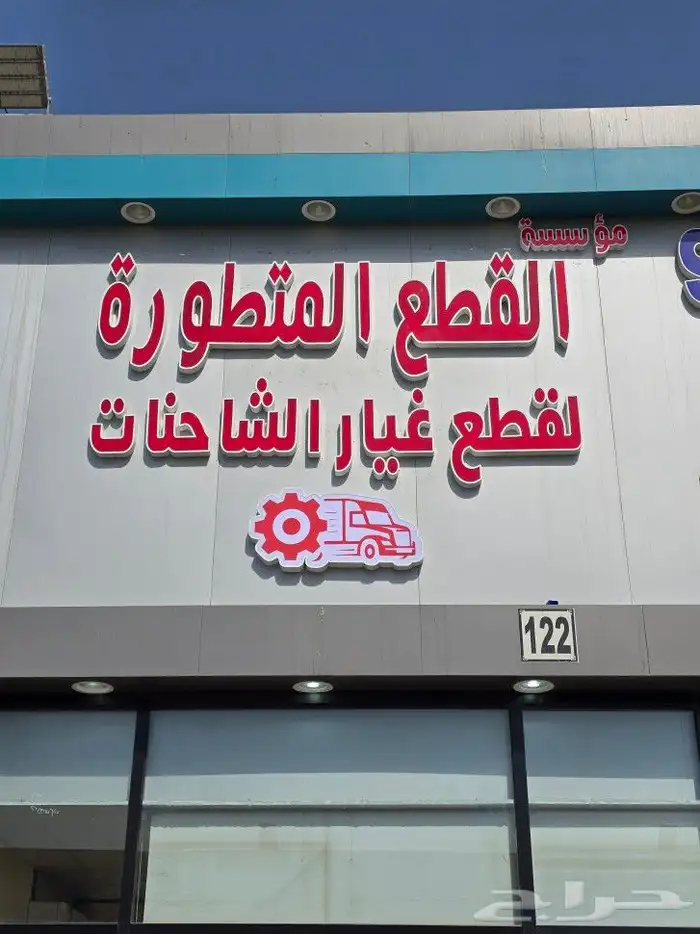 مؤسسة
القطع المتطورة
لقطع غيار الشاحنات
122
حراج